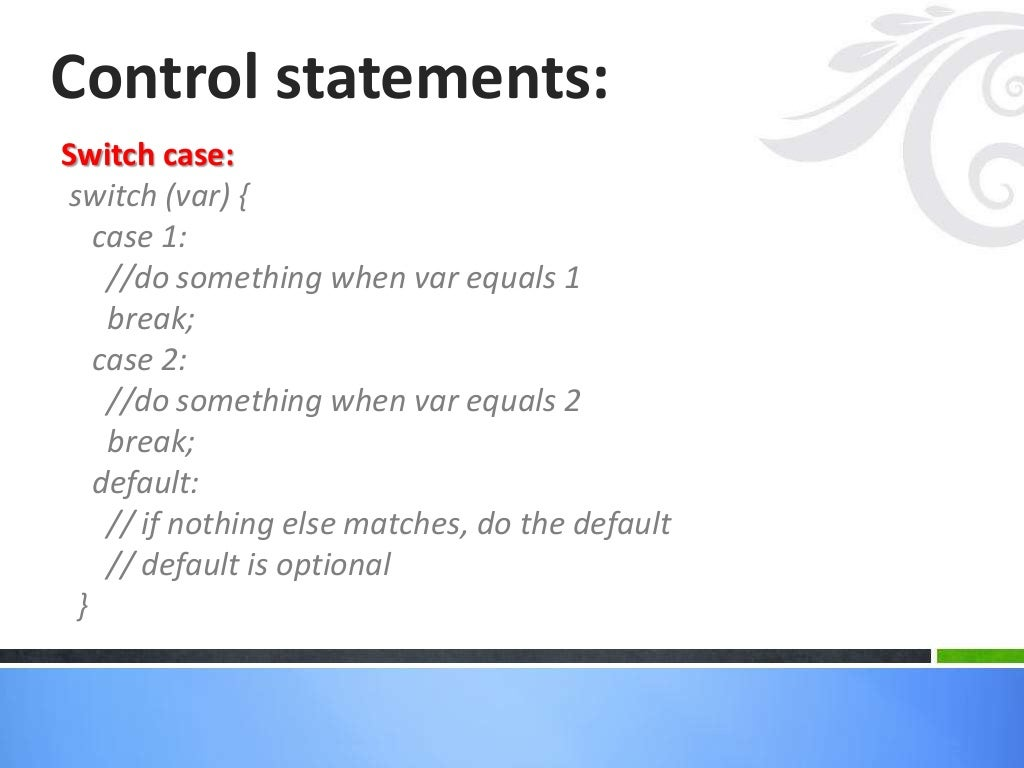 Control statements:
Switch case:
switch (var) {
case 1:
//do something when var equals 1
break;
case 2:
//do something when var equals 2
break;
default:
// if nothing else matches, do the default
// default is optional
}